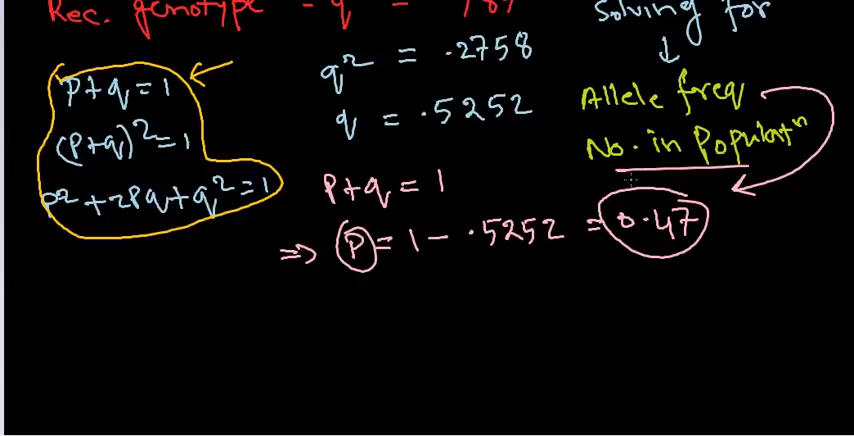 Rec. genotype - q =
Solving for
↓
Allele freq
No. in Populatⁿ
p+q=1
(p+q)²=1
p²+2pq+q²=1
q² = .2758
q = .5252
p+q = 1
⇒ p = 1 - .5252 = 0.47